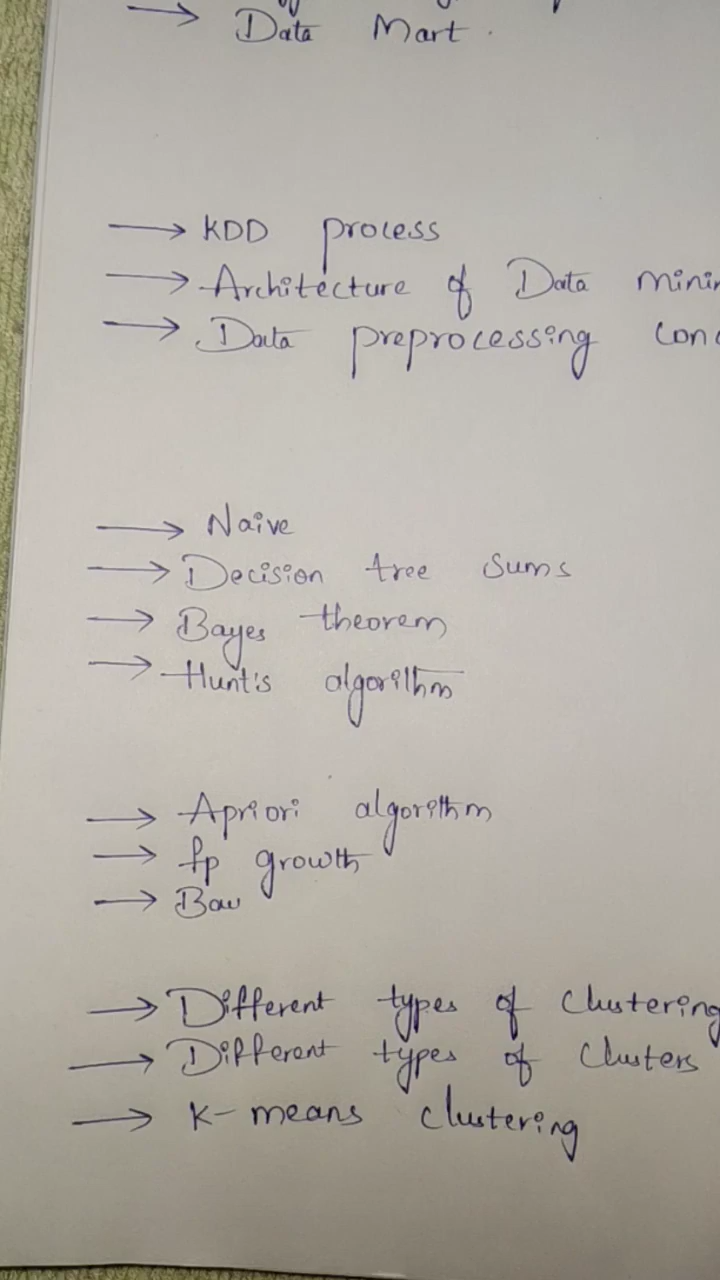 → Data Mart.
→ KDD process
→ Architecture of Data
→ Data preprocessing
→ Naive
→ Decision tree sums
→ Bayes theorem
→ Hunt's algorithm
→ Apriori algorithm
→ fp growth
→
→ Different types of Clustering
→ Different types of Clusters
→ K-means clustering